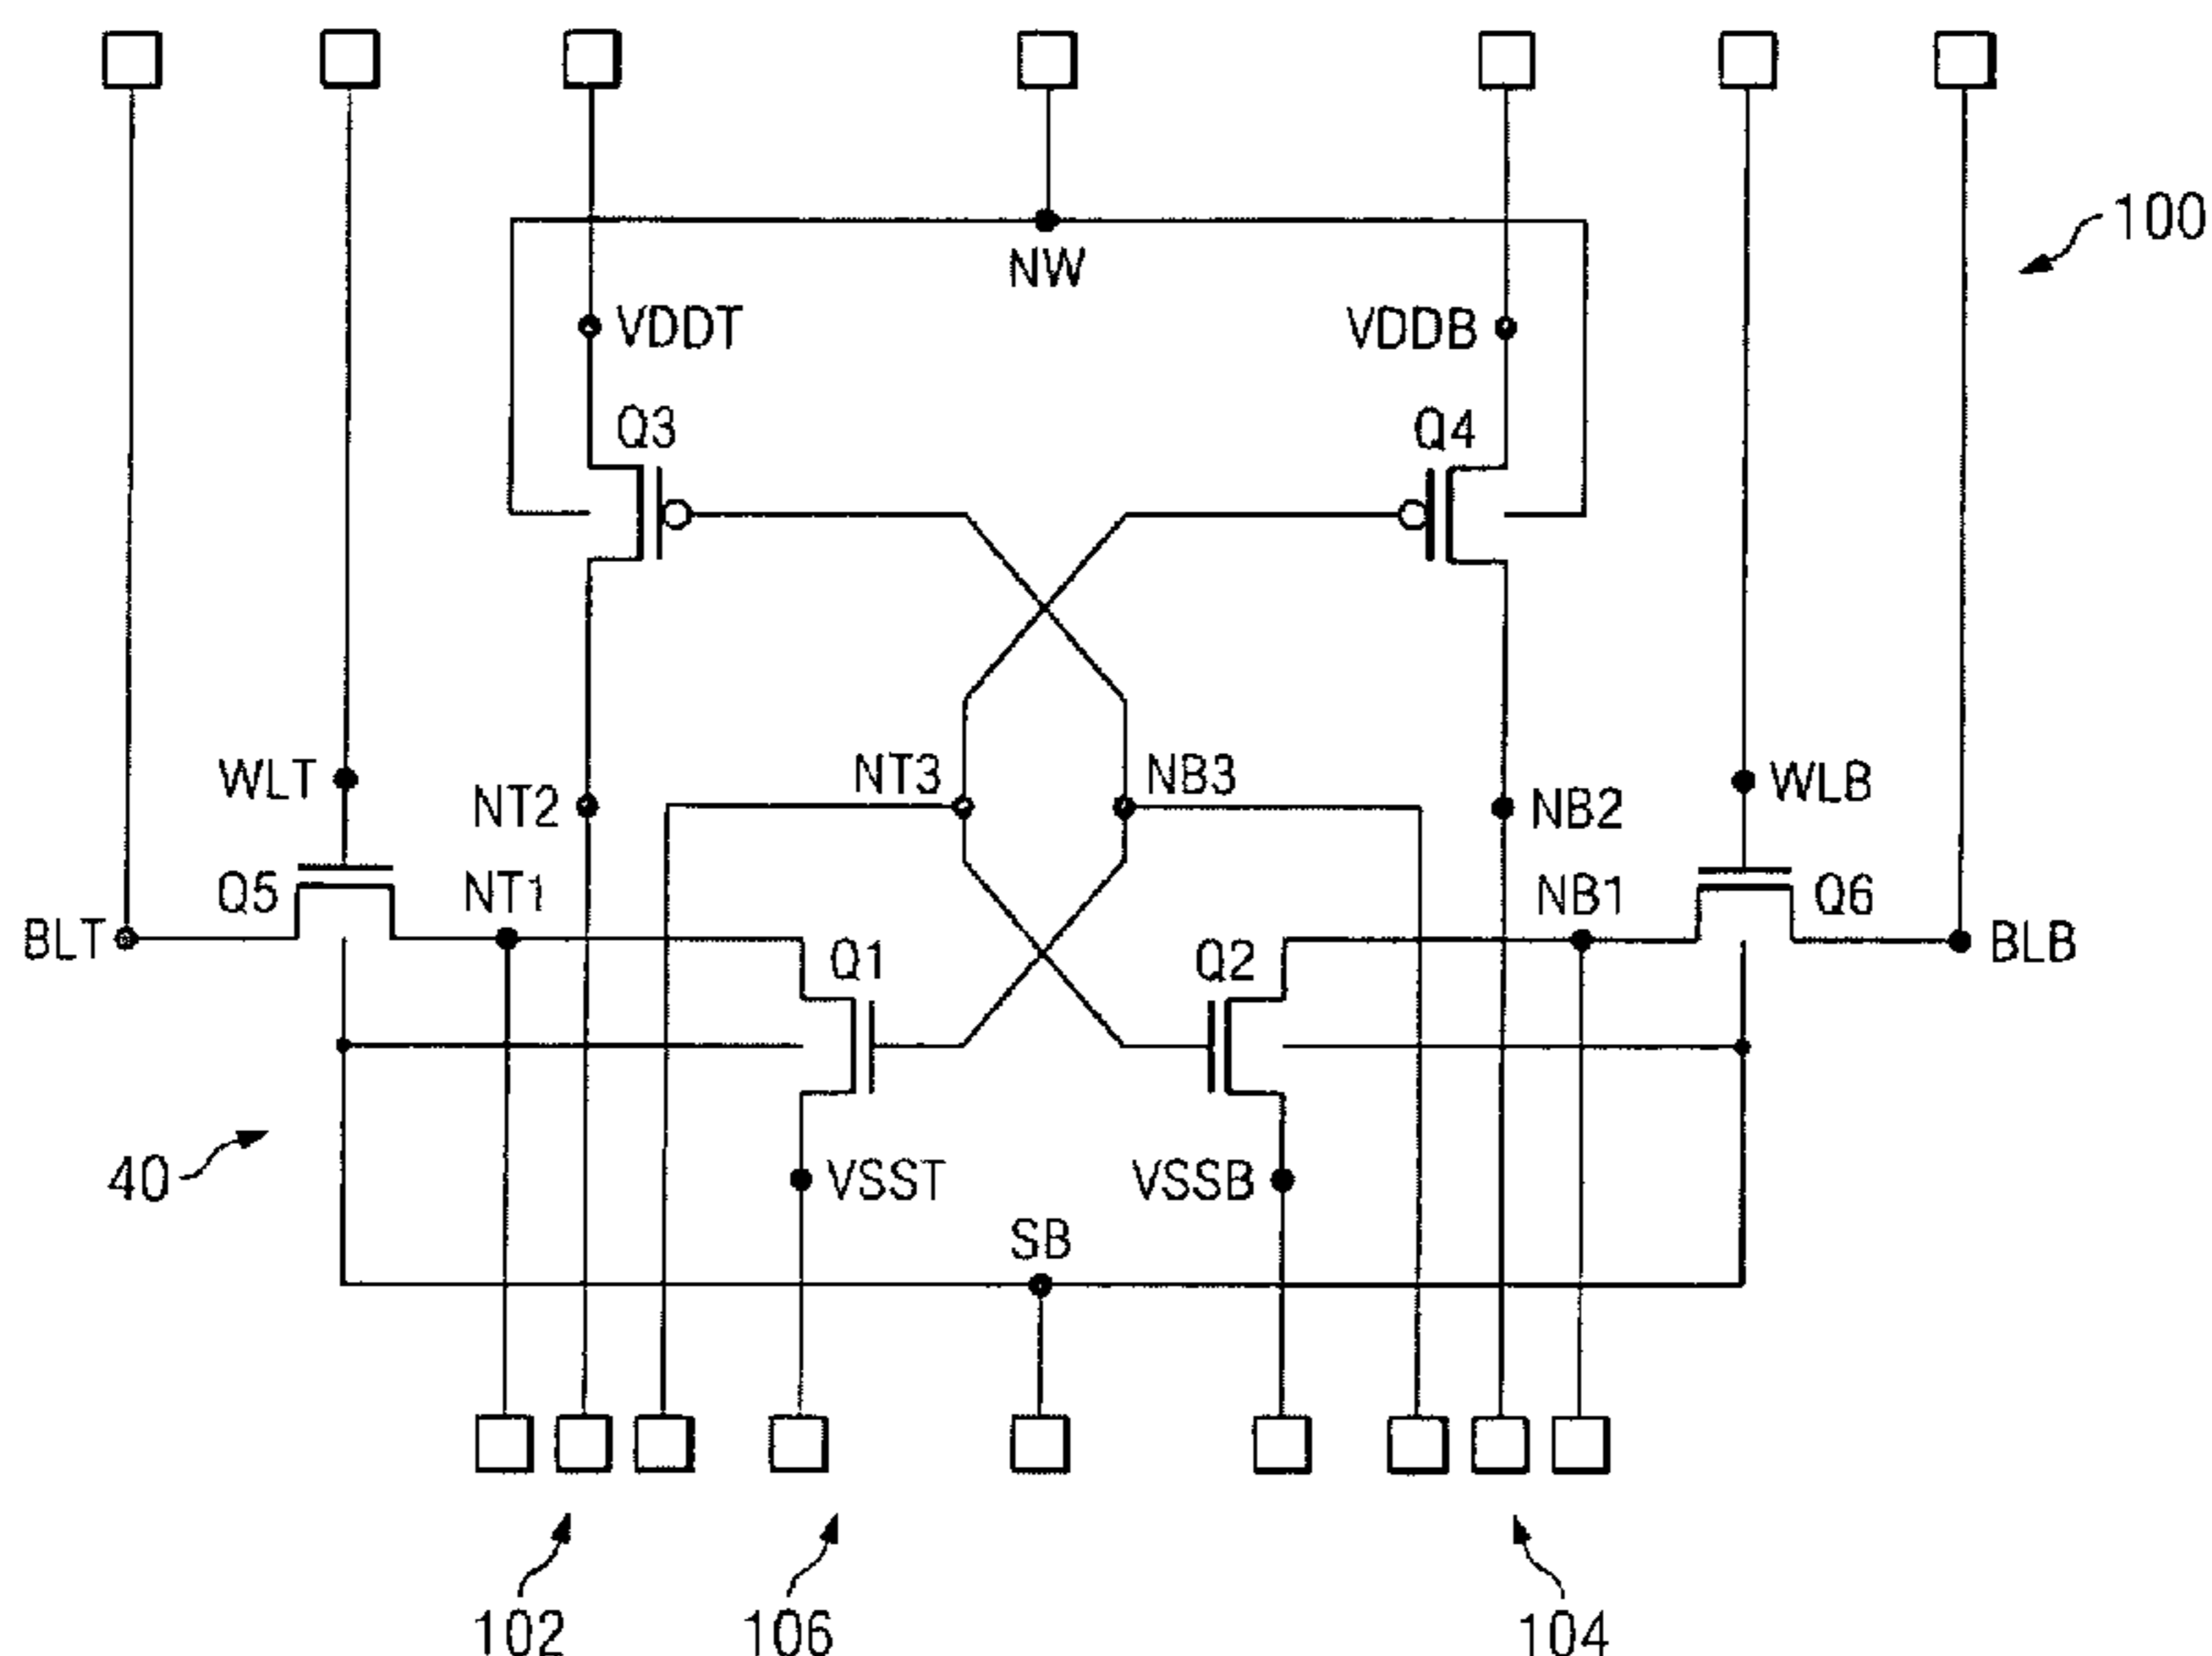 100
NW
VDDT
VDDB
Q3
Q4
WLT
NT2
NT3
NB3
NB2
WLB
Q5
NT1
NB1
Q6
BLT
Q1
Q2
BLB
40
VSST
VSSB
SB
102
106
104